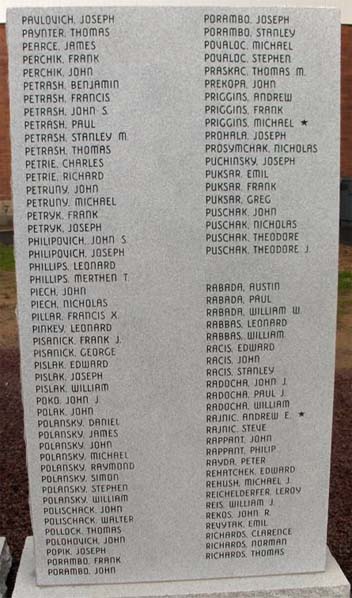 PAVLOVICH, JOSEPH
PAYNTER, THOMAS
PEARCE, JAMES
PERCHIK, FRANK
PERCHIK, JOHN
PETRASH, BENJAMIN
PETRASH, FRANCIS
PETRASH, JOHN S.
PETRASH, PAUL
PETRASH, STANLEY M.
PETRASH, THOMAS
PETRIE, CHARLES
PETRIE, RICHARD
PETRUNY, JOHN
PETRUNY, MICHAEL
PETRYK, FRANK
PETRYK, JOSEPH
PHILIPOVICH, JOHN S.
PHILIPOVICH, JOSEPH
PHILLIPS, LEONARD
PHILLIPS, MERTHEN T.
PIECH, JOHN
PIECH, NICHOLAS
PILLAR, FRANCIS X.
PINKEY, LEONARD
PISANICK, FRANK J.
PISANICK, GEORGE
PISLAK, EDWARD
PISLAK, JOSEPH
PISLAK, WILLIAM
POKO, JOHN J.
POLAK, JOHN
POLANSKY, DANIEL
POLANSKY, JAMES
POLANSKY, JOHN
POLANSKY, MICHAEL
POLANSKY, RAYMOND
POLANSKY, SIMON
POLANSKY, STEPHEN
POLANSKY, WILLIAM
POLISCHACK, JOHN
POLISCHACK, WALTER
POLLOCK, THOMAS
POLOHOVICH, JOHN
POPIK, JOSEPH
PORAMBO, FRANK
PORAMBO, JOHN
PORAMBO, JOSEPH
PORAMBO, STANLEY
POVALOC, MICHAEL
POVALOC, STEPHEN
PRASKAC, THOMAS M.
PREKOPA, JOHN
PRIGGINS, ANDREW
PRIGGINS, FRANK
PRIGGINS, MICHAEL ★
PROHALA, JOSEPH
PROSYMCHAK, NICHOLAS
PUCHINSKY, JOSEPH
PUKSAR, EMIL
PUKSAR, FRANK
PUKSAR, GREG
PUSCHAK, JOHN
PUSCHAK, NICHOLAS
PUSCHAK, THEODORE
PUSCHAK, THEODORE J.
RABADA, AUSTIN
RABADA, PAUL
RABADA, WILLIAM W.
RABBAS, LEONARD
RABBAS, WILLIAM
RACIS, EDWARD
RACIS, JOHN
RACIS, STANLEY
RADOCHA, JOHN J.
RADOCHA, PAUL J.
RADOCHA, WILLIAM
RAJNIC, ANDREW E. ★
RAJNIC, STEVE
RAPPANT, JOHN
RAPPANT, PHILIP
RAYDA, PETER
REHATCHEK, EDWARD
REHUSH, MICHAEL J.
REICHELDERFER, LEROY
REIS, WILLIAM J.
REKOS, JOHN R.
REVYTAK, EMIL
RICHARDS, CLARENCE
RICHARDS, NORMAN
RICHARDS, THOMAS